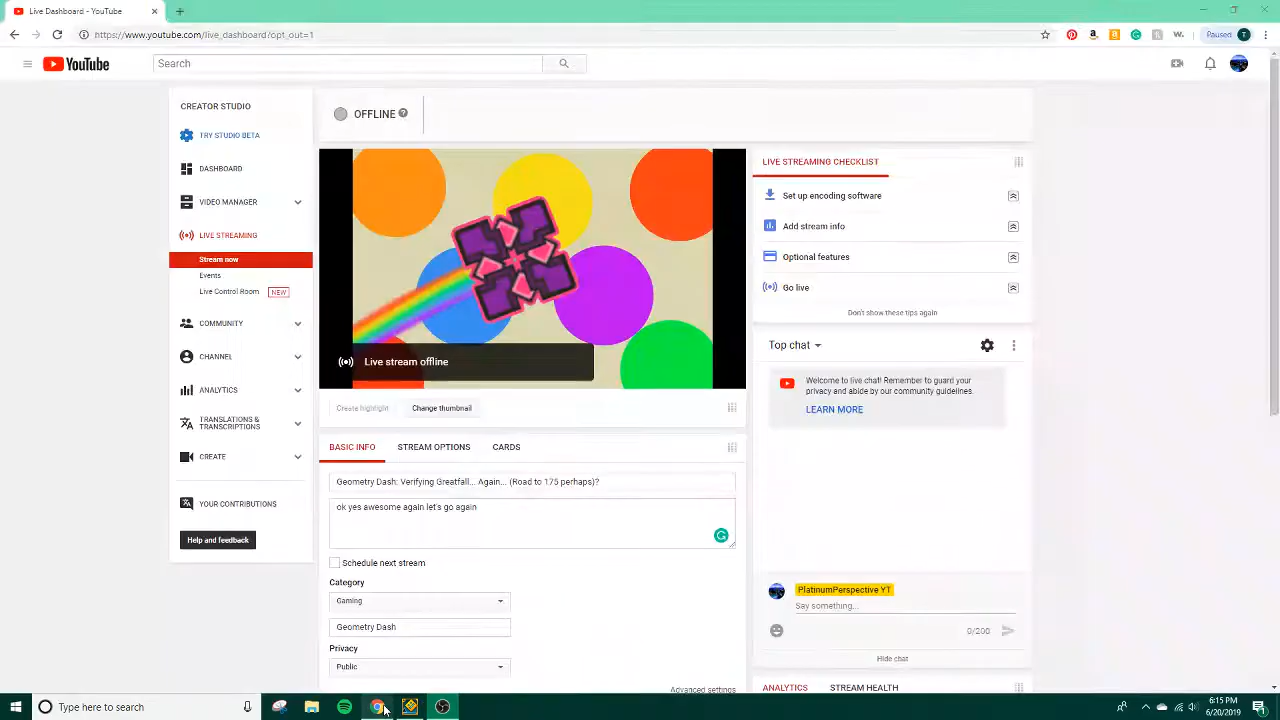 Live Dashboard - YouTube
https://www.youtube.com/live_dashboard?opt_out=1
W.
Paused
T
YouTube
Search
CREATOR STUDIO
TRY STUDIO BETA
DASHBOARD
VIDEO MANAGER
LIVE STREAMING
Stream now
Events
Live Control Room NEW
COMMUNITY
CHANNEL
ANALYTICS
TRANSLATIONS &
TRANSCRIPTIONS
CREATE
YOUR CONTRIBUTIONS
Help and feedback
OFFLINE ?
Live stream offline
Create highlight
Change thumbnail
BASIC INFO
STREAM OPTIONS
CARDS
Geometry Dash: Verifying Greatfall... Again... (Road to 175 perhaps)?
ok yes awesome again let's go again
Schedule next stream
Category
Gaming
Geometry Dash
Privacy
Public
Advanced settings
LIVE STREAMING CHECKLIST
Set up encoding software
Add stream info
Optional features
Go live
Don't show these tips again
Top chat
Welcome to live chat! Remember to guard your
privacy and abide by our community guidelines.
LEARN MORE
PlatinumPerspective YT
Say something...
0/200
Hide chat
ANALYTICS
STREAM HEALTH
Type here to search
6:15 PM
6/20/2019